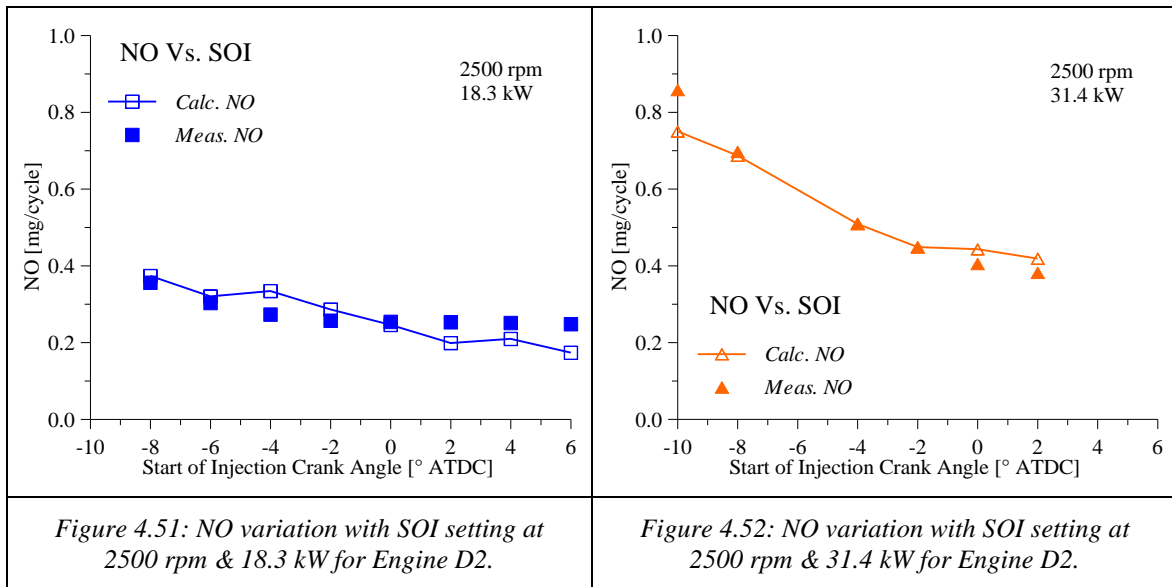 1.0
0.8
0.6
0.4
0.2
0.0
NO [mg/cycle]
NO Vs. SOI
Calc. NO
Meas. NO
2500 rpm
18.3 kW
-10 -8 -6 -4 -2 0 2 4 6
Start of Injection Crank Angle [° ATDC]
Figure 4.51: NO variation with SOI setting at
2500 rpm & 18.3 kW for Engine D2.
1.0
0.8
0.6
0.4
0.2
0.0
NO [mg/cycle]
2500 rpm
31.4 kW
NO Vs. SOI
Calc. NO
Meas. NO
-10 -8 -6 -4 -2 0 2 4 6
Start of Injection Crank Angle [° ATDC]
Figure 4.52: NO variation with SOI setting at
2500 rpm & 31.4 kW for Engine D2.